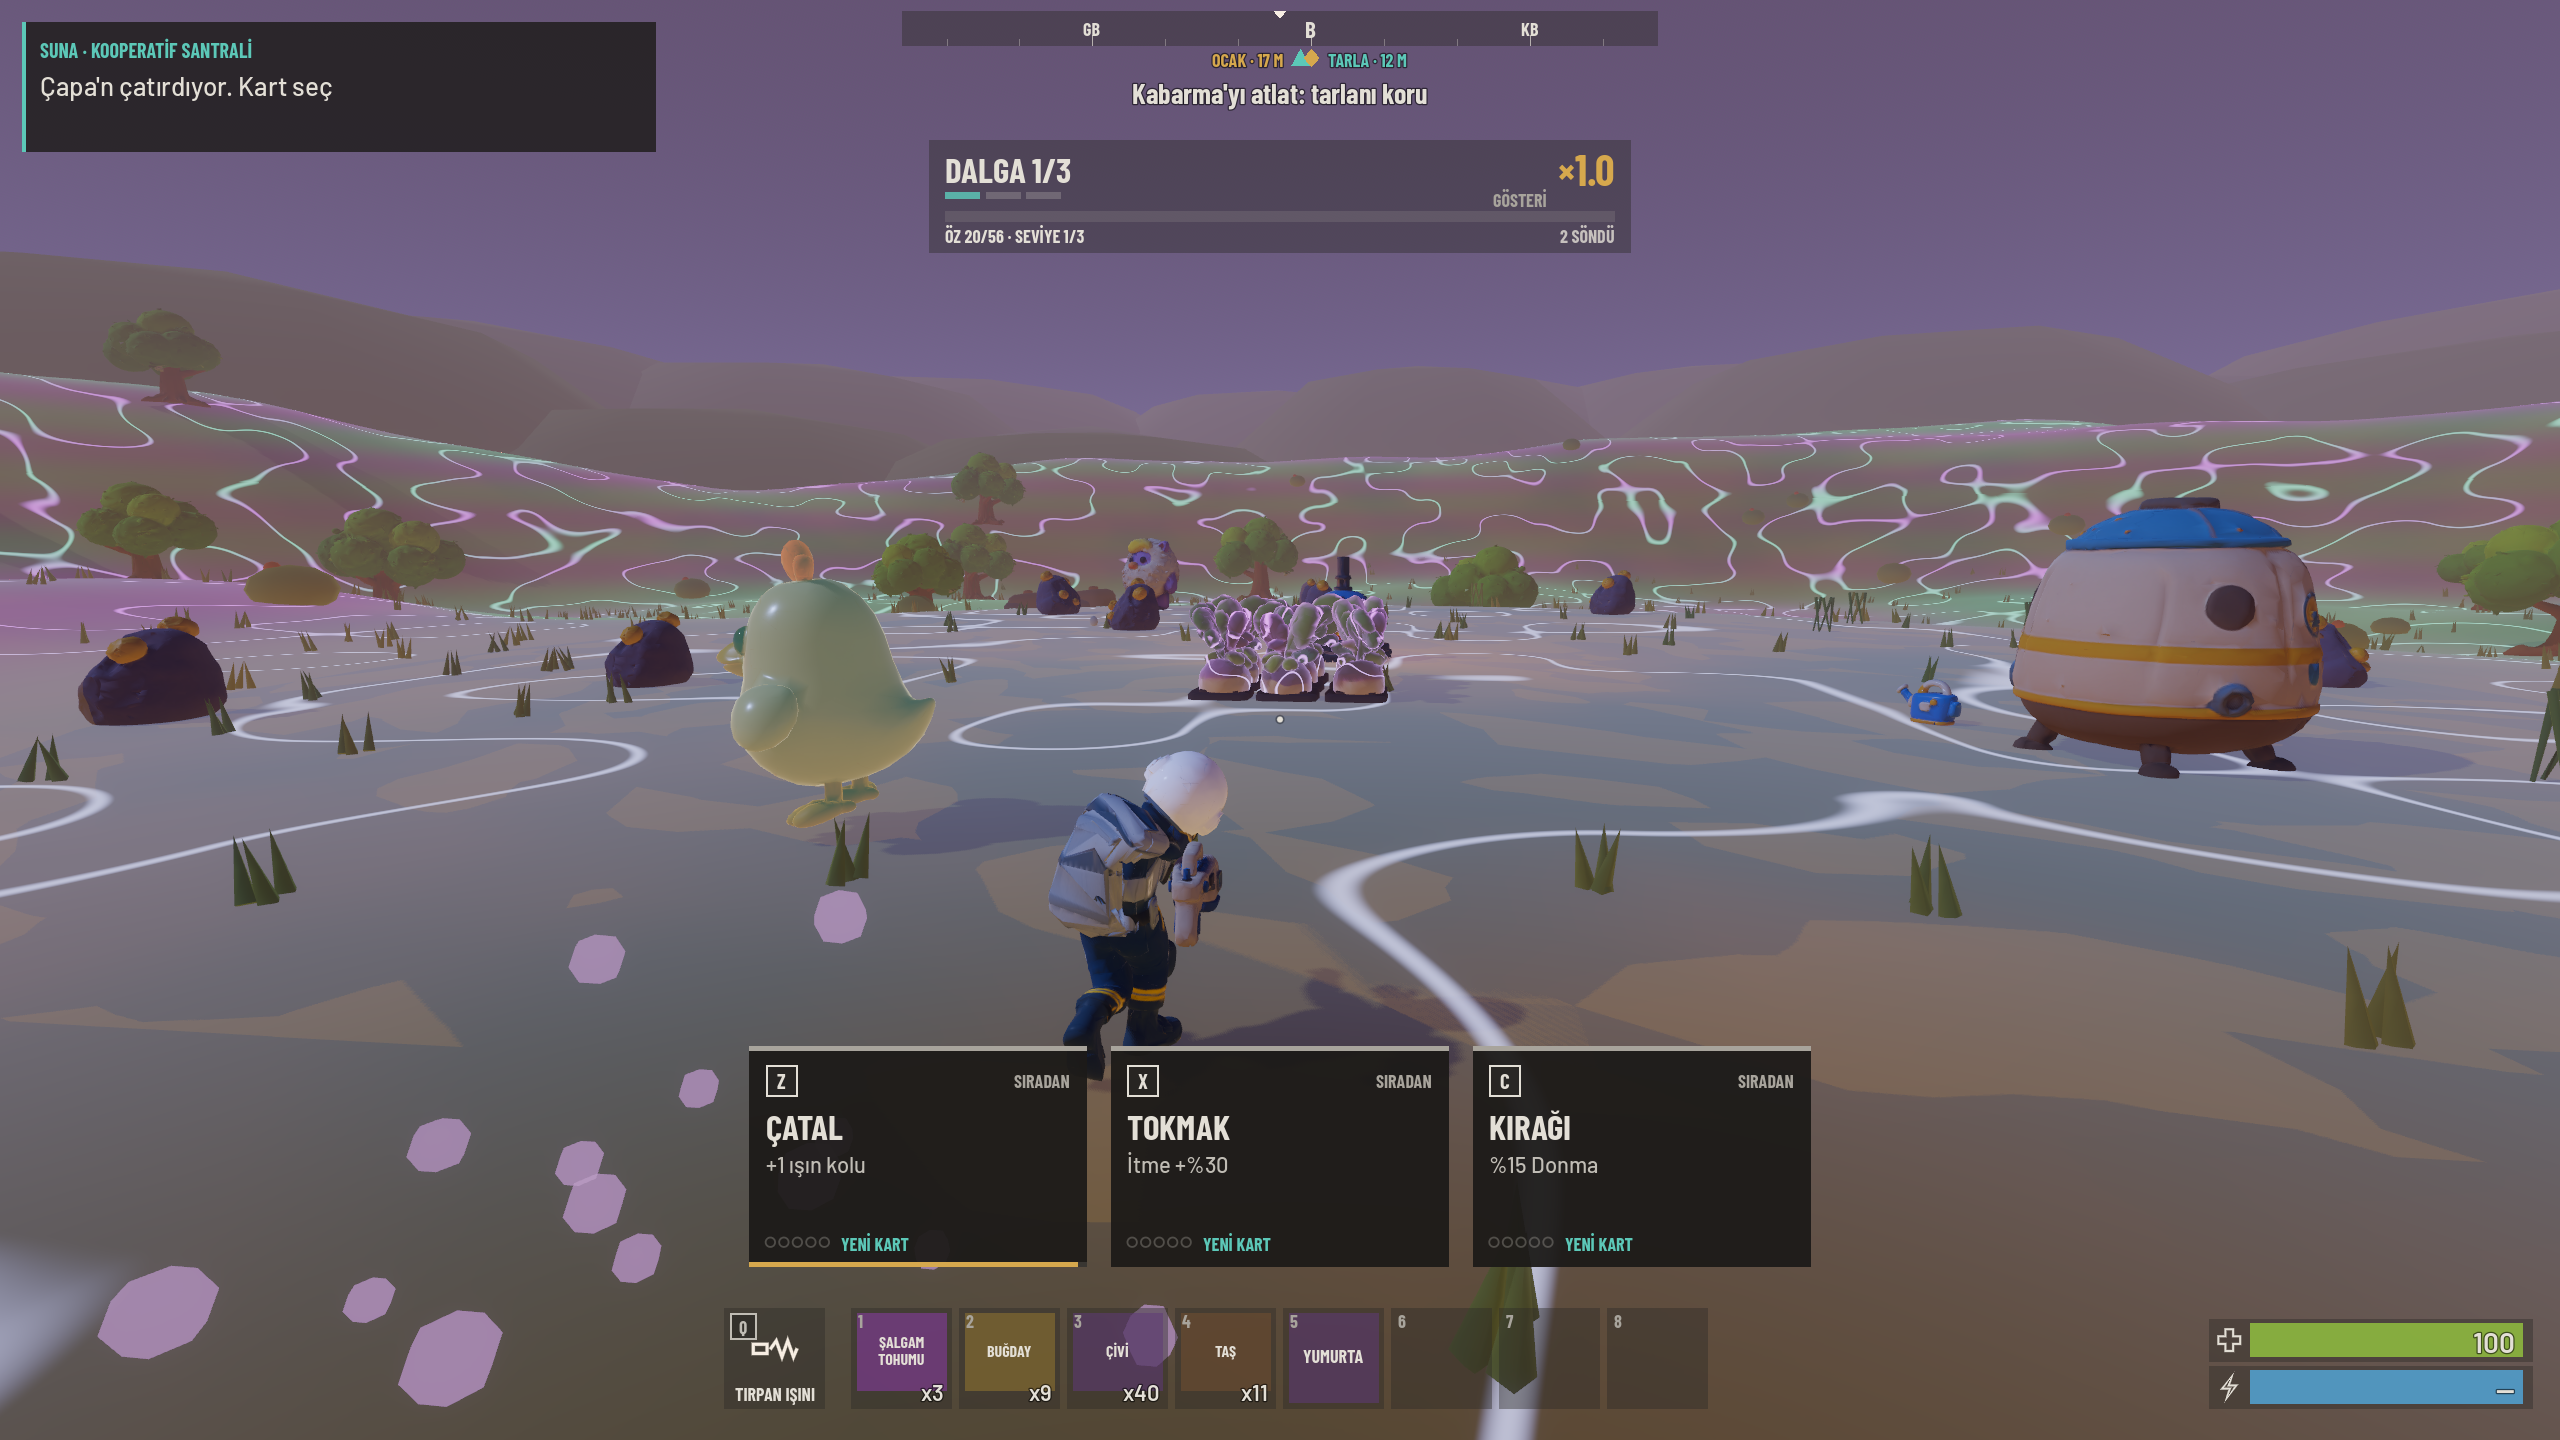 SUNA · KOOPERATİF SANTRALİ
Çapa'n çatırdıyor. Kart seç
GB B KB
OCAK · 17 M TARLA · 12 M
Kabarma'yı atlat: tarlanı koru
DALGA 1/3
×1.0
GÖSTERİ
ÖZ 20/56 · SEVİYE 1/3
2 SÖNDÜ
Z SIRADAN
ÇATAL
+1 ışın kolu
YENİ KART
X SIRADAN
TOKMAK
İtme +%30
YENİ KART
C SIRADAN
KIRAĞI
%15 Donma
YENİ KART
Q
TIRPAN IŞINI
1
ŞALGAM
TOHUMU
x3
2
BUĞDAY
x9
3
ÇİVİ
x40
4
TAŞ
x11
5
YUMURTA
6
7
8
100
–